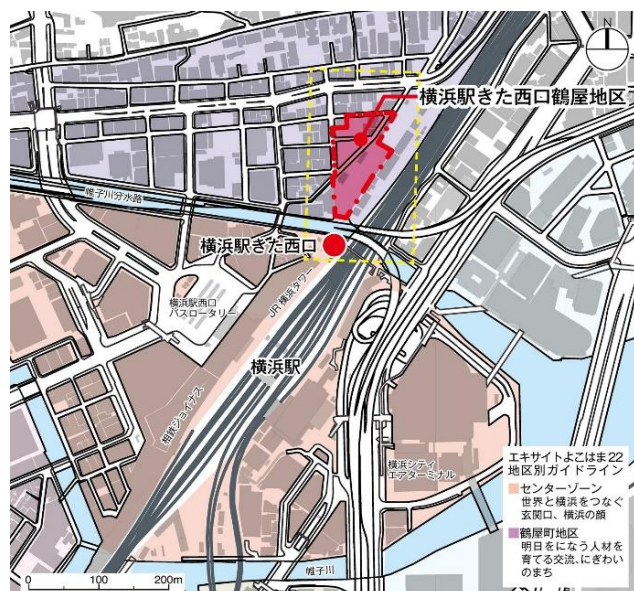 N
横浜駅きた西口鶴屋地区
帷子川分水路
横浜駅きた西口
JR横浜タワー
横浜駅西口
バスロータリー
横浜駅
相鉄ジョイナス
横浜シティ
エアターミナル
エキサイトよこはま22
地区別ガイドライン
センターゾーン
世界と横浜をつなぐ
玄関口、横浜の顔
鶴屋町地区
明日をになう人材を
育てる交流、にぎわい
のまち
帷子川
0 100 200m